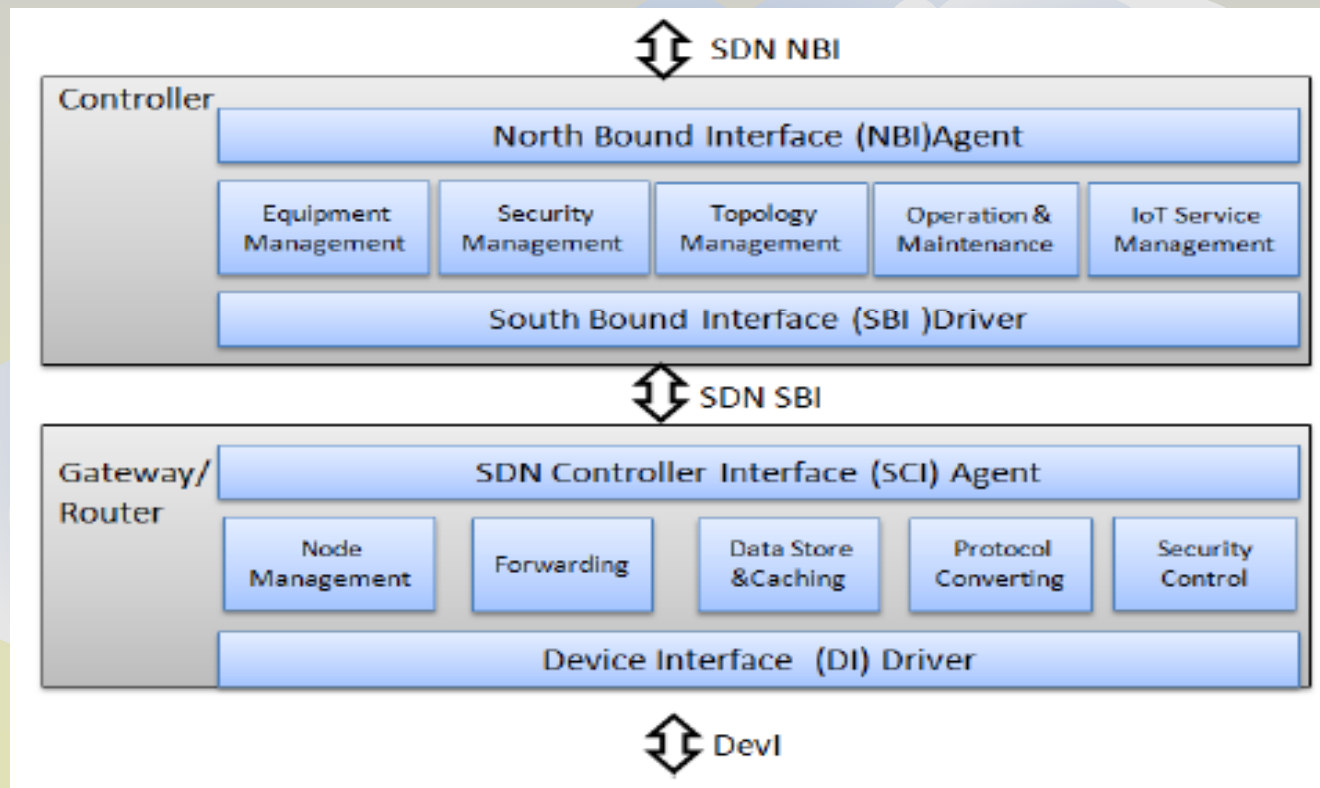 SDN NBI
Controller
North Bound Interface (NBI)Agent
Equipment
Management
Security
Management
Topology
Management
Operation &
Maintenance
IoT Service
Management
South Bound Interface (SBI )Driver
SDN SBI
Gateway/
Router
SDN Controller Interface (SCI) Agent
Node
Management
Forwarding
Data Store
&Caching
Protocol
Converting
Security
Control
Device Interface (DI) Driver
DevI